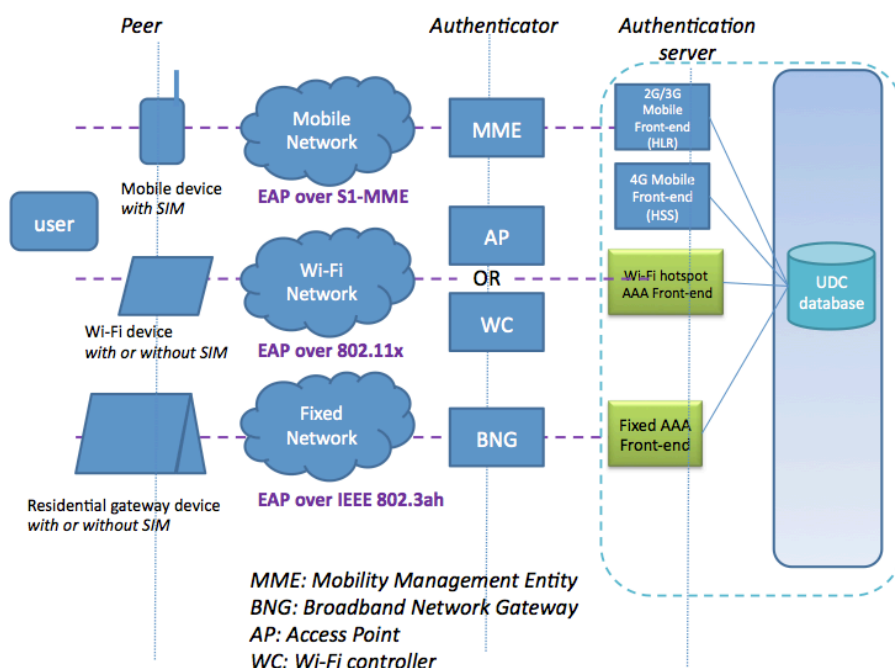 Peer
Authenticator
Authentication
server
Mobile
Network
MME
2G/3G
Mobile
Front-end
(HLR)
Mobile device
with SIM
EAP over S1-MME
4G Mobile
Front-end
(HSS)
user
AP
Wi-Fi
Network
OR
Wi-Fi hotspot
AAA Front-end
UDC
database
WC
Wi-Fi device
with or without SIM
EAP over 802.11x
Fixed
Network
BNG
Fixed AAA
Front-end
Residential gateway device
with or without SIM
EAP over IEEE 802.3ah
MME: Mobility Management Entity
BNG: Broadband Network Gateway
AP: Access Point
WC: Wi-Fi controller